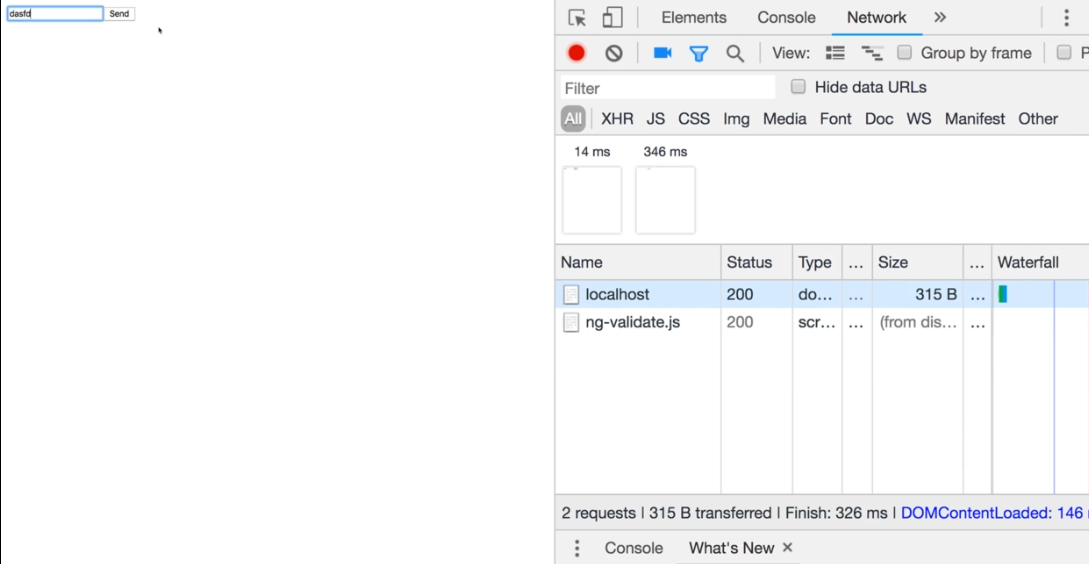 dasfd Send
Elements Console Network »
View: Group by frame P
Filter Hide data URLs
All XHR JS CSS Img Media Font Doc WS Manifest Other
14 ms 346 ms
Name Status Type ... Size ... Waterfall
localhost 200 do... ... 315 B ...
ng-validate.js 200 scr... ... (from dis... ...
2 requests | 315 B transferred | Finish: 326 ms | DOMContentLoaded: 146
Console What's New ×